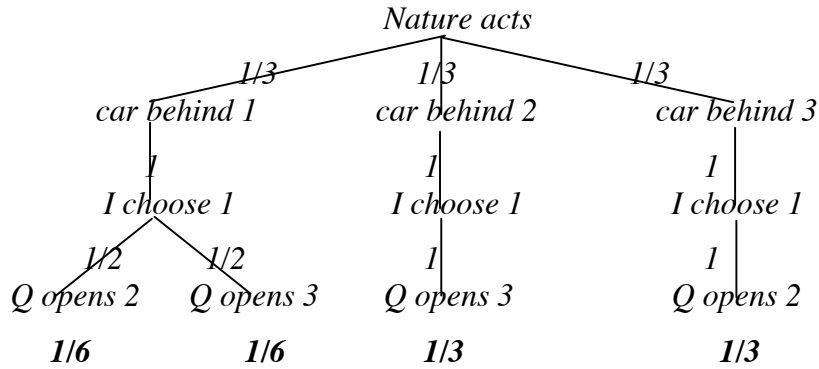 Nature acts
1/3 1/3 1/3
car behind 1 car behind 2 car behind 3
1 1 1
I choose 1 I choose 1 I choose 1
1/2 1/2 1 1
Q opens 2 Q opens 3 Q opens 3 Q opens 2
1/6 1/6 1/3 1/3